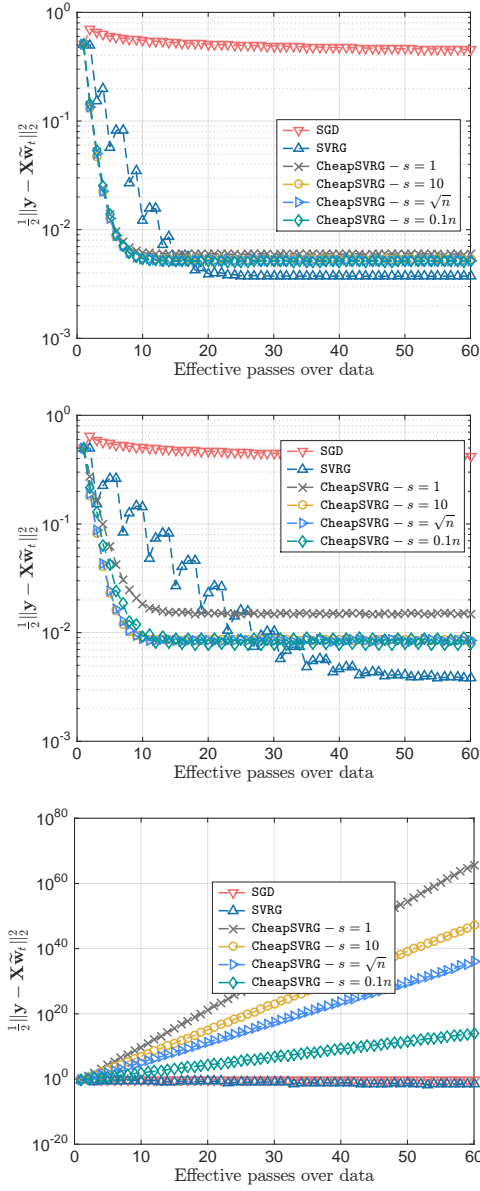 10^0
10^{-1}
10^{-2}
10^{-3}
½||y − Xw̃_t||₂²
SGD
SVRG
CheapSVRG − s = 1
CheapSVRG − s = 10
CheapSVRG − s = √n
CheapSVRG − s = 0.1n
0 10 20 30 40 50 60
Effective passes over data
10^0
10^{-1}
10^{-2}
10^{-3}
½||y − Xw̃_t||₂²
SGD
SVRG
CheapSVRG − s = 1
CheapSVRG − s = 10
CheapSVRG − s = √n
CheapSVRG − s = 0.1n
0 10 20 30 40 50 60
Effective passes over data
10^{80}
10^{60}
10^{40}
10^{20}
10^0
10^{-20}
½||y − Xw̃_t||₂²
SGD
SVRG
CheapSVRG − s = 1
CheapSVRG − s = 10
CheapSVRG − s = √n
CheapSVRG − s = 0.1n
0 10 20 30 40 50 60
Effective passes over data